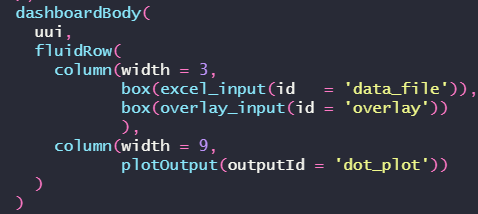 dashboardBody(
  uui,
  fluidRow(
    column(width = 3,
           box(excel_input(id   = 'data_file')),
           box(overlay_input(id = 'overlay'))
           ),
    column(width = 9,
           plotOutput(outputId = 'dot_plot'))
  )
)